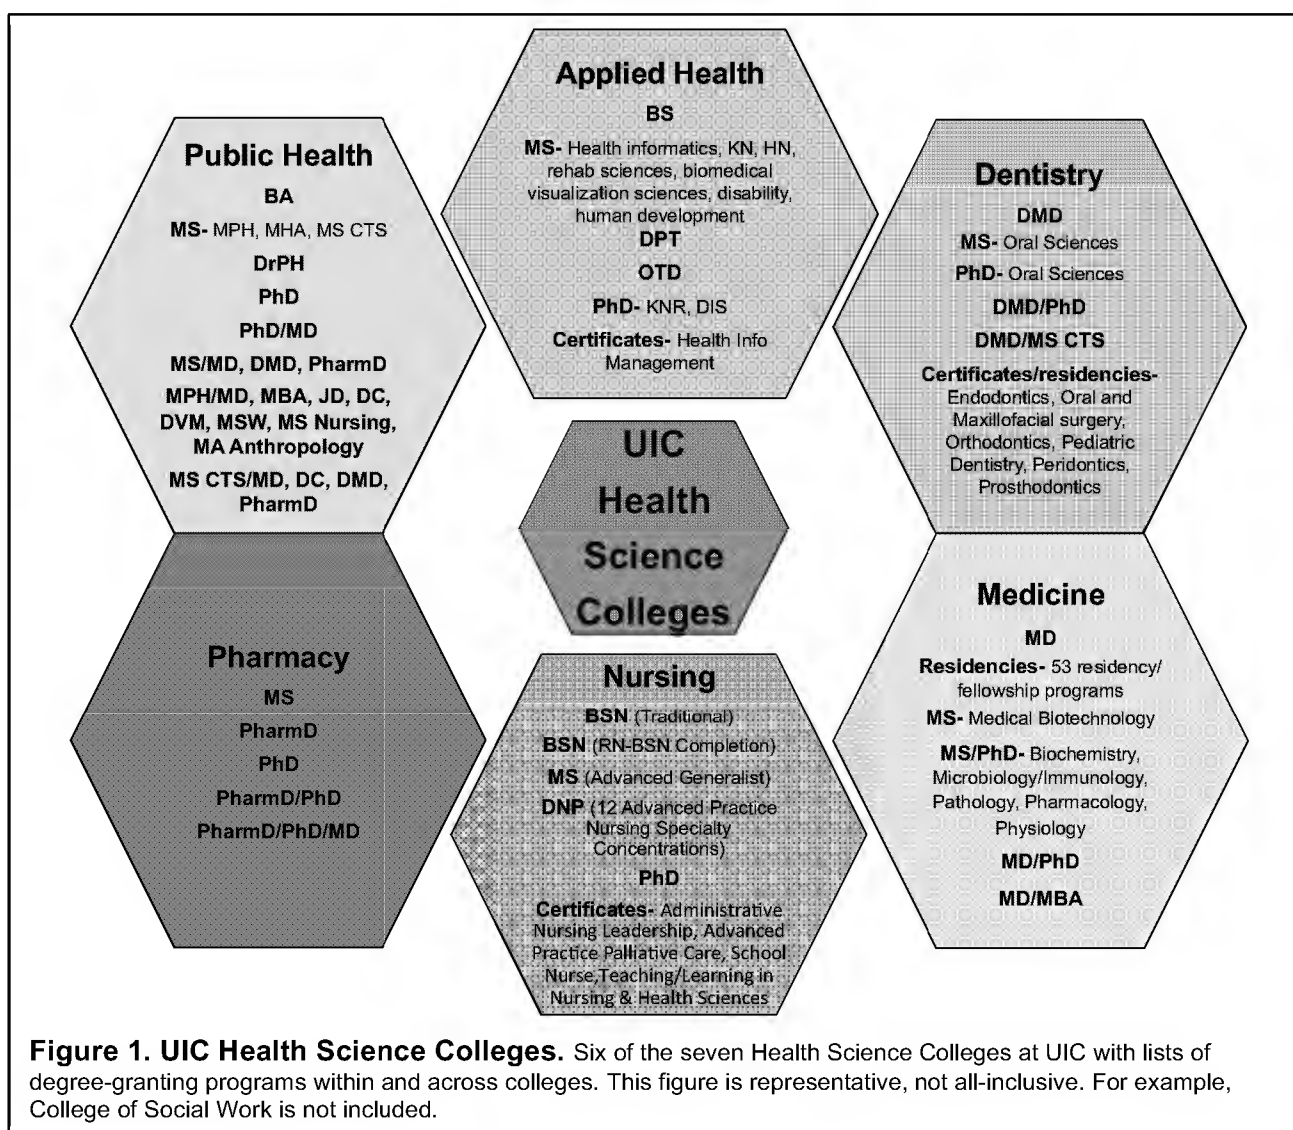 Applied Health
BS
MS- Health informatics, KN, HN,
rehab sciences, biomedical
visualization sciences, disability,
human development
DPT
OTD
PhD- KNR, DIS
Certificates- Health Info
Management
Public Health
BA
MS- MPH, MHA, MS CTS
DrPH
PhD
PhD/MD
MS/MD, DMD, PharmD
MPH/MD, MBA, JD, DC,
DVM, MSW, MS Nursing,
MA Anthropology
MS CTS/MD, DC, DMD,
PharmD
Dentistry
DMD
MS- Oral Sciences
PhD- Oral Sciences
DMD/PhD
DMD/MS CTS
Certificates/residencies-
Endodontics, Oral and
Maxillofacial surgery,
Orthodontics, Pediatric
Dentistry, Peridontics,
Prosthodontics
UIC
Health
Science
Colleges
Pharmacy
MS
PharmD
PhD
PharmD/PhD
PharmD/PhD/MD
Nursing
BSN (Traditional)
BSN (RN-BSN Completion)
MS (Advanced Generalist)
DNP (12 Advanced Practice
Nursing Specialty
Concentrations)
PhD
Certificates- Administrative
Nursing Leadership, Advanced
Practice Palliative Care, School
Nurse,Teaching/Learning in
Nursing & Health Sciences
Medicine
MD
Residencies- 53 residency/
fellowship programs
MS- Medical Biotechnology
MS/PhD- Biochemistry,
Microbiology/Immunology,
Pathology, Pharmacology,
Physiology
MD/PhD
MD/MBA
Figure 1. UIC Health Science Colleges. Six of the seven Health Science Colleges at UIC with lists of
degree-granting programs within and across colleges. This figure is representative, not all-inclusive. For example,
College of Social Work is not included.